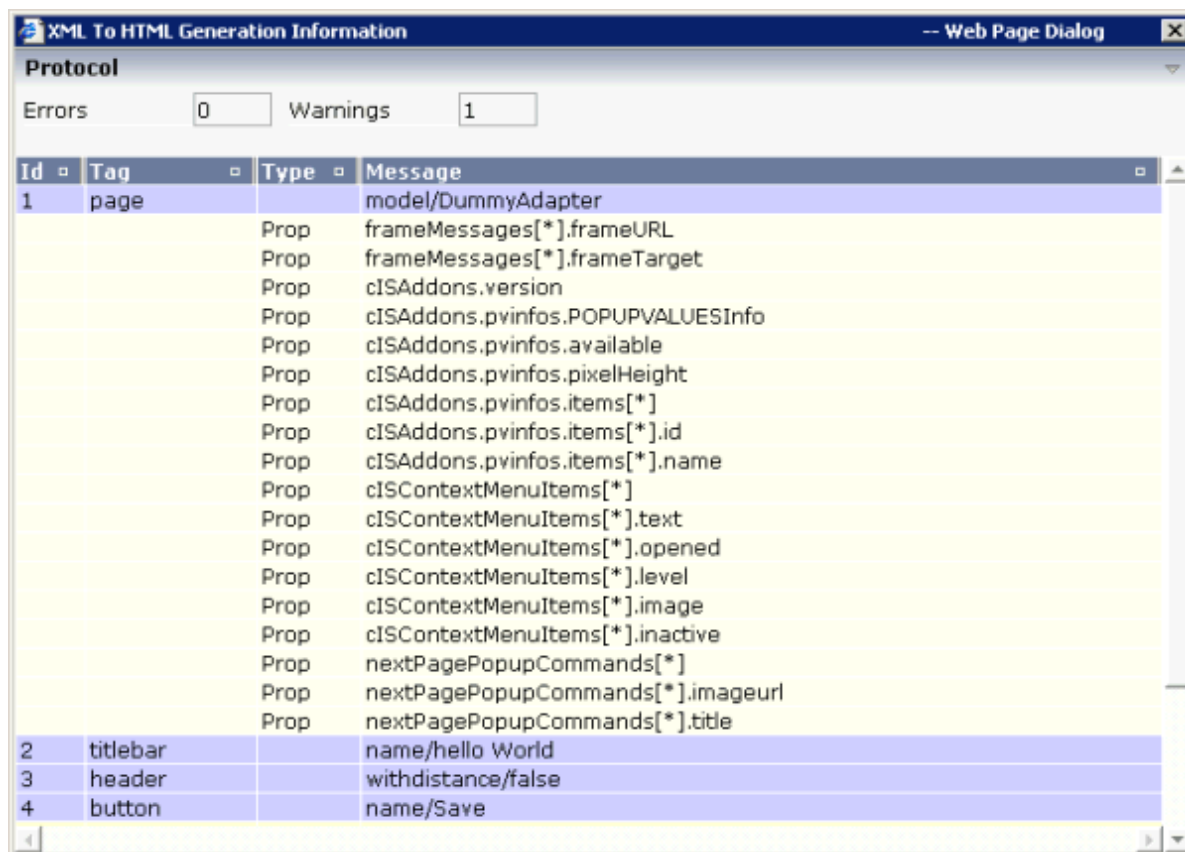 XML To HTML Generation Information -- Web Page Dialog
Protocol
Errors 0 Warnings 1
Id Tag Type Message
1 page model/DummyAdapter
Prop frameMessages[*].frameURL
Prop frameMessages[*].frameTarget
Prop cISAddons.version
Prop cISAddons.pvinfos.POPUPVALUESInfo
Prop cISAddons.pvinfos.available
Prop cISAddons.pvinfos.pixelHeight
Prop cISAddons.pvinfos.items[*]
Prop cISAddons.pvinfos.items[*].id
Prop cISAddons.pvinfos.items[*].name
Prop cISContextMenuItems[*]
Prop cISContextMenuItems[*].text
Prop cISContextMenuItems[*].opened
Prop cISContextMenuItems[*].level
Prop cISContextMenuItems[*].image
Prop cISContextMenuItems[*].inactive
Prop nextPagePopupCommands[*]
Prop nextPagePopupCommands[*].imageurl
Prop nextPagePopupCommands[*].title
2 titlebar name/hello World
3 header withdistance/false
4 button name/Save